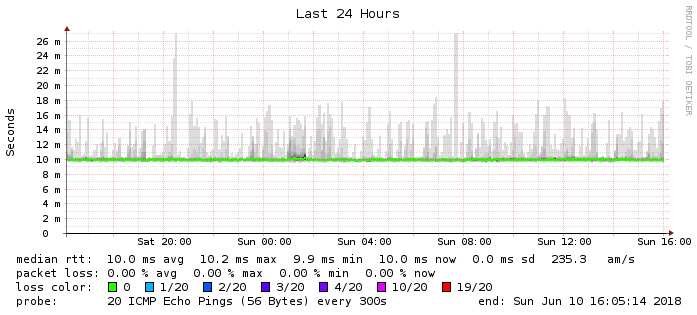 Last 24 Hours
RRDTOOL / TOBI OETIKER
Seconds
26 m
24 m
22 m
20 m
18 m
16 m
14 m
12 m
10 m
8 m
6 m
4 m
2 m
0
Sat 20:00 Sun 00:00 Sun 04:00 Sun 08:00 Sun 12:00 Sun 16:00
median rtt: 10.0 ms avg 10.2 ms max 9.9 ms min 10.0 ms now 0.0 ms sd 235.3 am/s
packet loss: 0.00 % avg 0.00 % max 0.00 % min 0.00 % now
loss color: 0 1/20 2/20 3/20 4/20 10/20 19/20
probe: 20 ICMP Echo Pings (56 Bytes) every 300s end: Sun Jun 10 16:05:14 2018